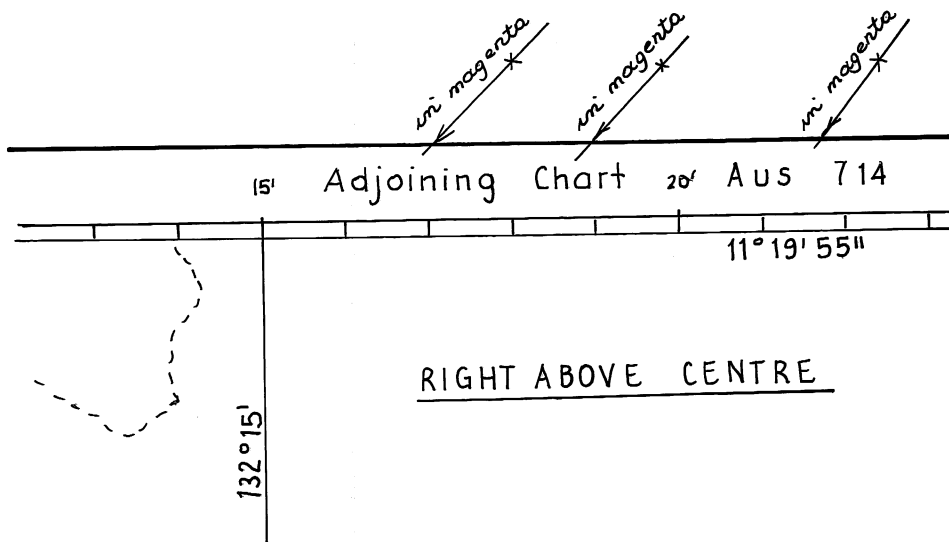 in magenta in magenta in magenta
15' Adjoining Chart 20' Aus 714
11°19'55"
RIGHT ABOVE CENTRE
132°15'